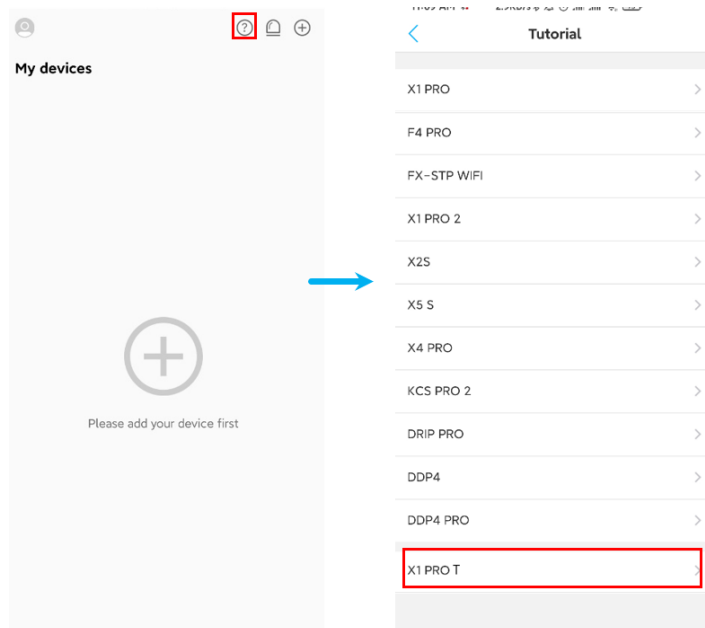 My devices
Please add your device first
Tutorial
X1 PRO
F4 PRO
FX-STP WIFI
X1 PRO 2
X2S
X5 S
X4 PRO
KCS PRO 2
DRIP PRO
DDP4
DDP4 PRO
X1 PRO T